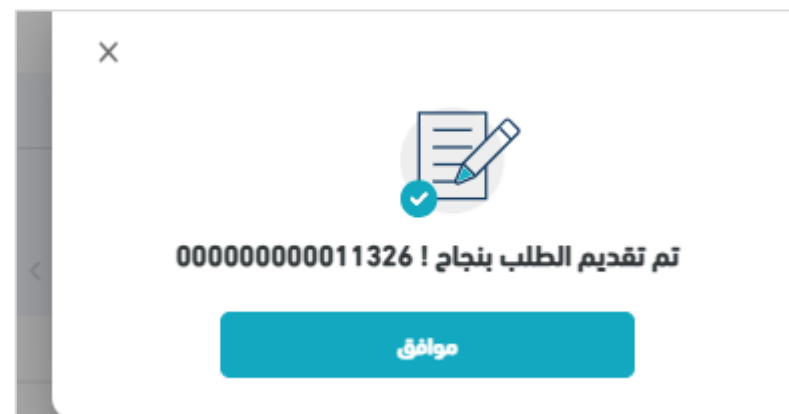 تم تقديم الطلب بنجاح ! 000000000011326
موافق